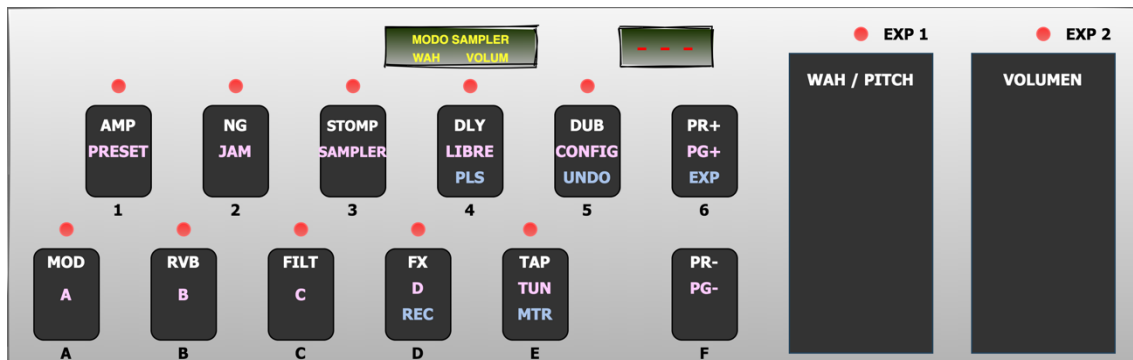 MODO SAMPLER
WAH VOLUM
- - -
EXP 1
EXP 2
WAH / PITCH
VOLUMEN
AMP
PRESET
1
NG
JAM
2
STOMP
SAMPLER
3
DLY
LIBRE
PLS
4
DUB
CONFIG
UNDO
5
PR+
PG+
EXP
6
MOD
A
A
RVB
B
B
FILT
C
C
FX
D
REC
D
TAP
TUN
MTR
E
PR-
PG-
F